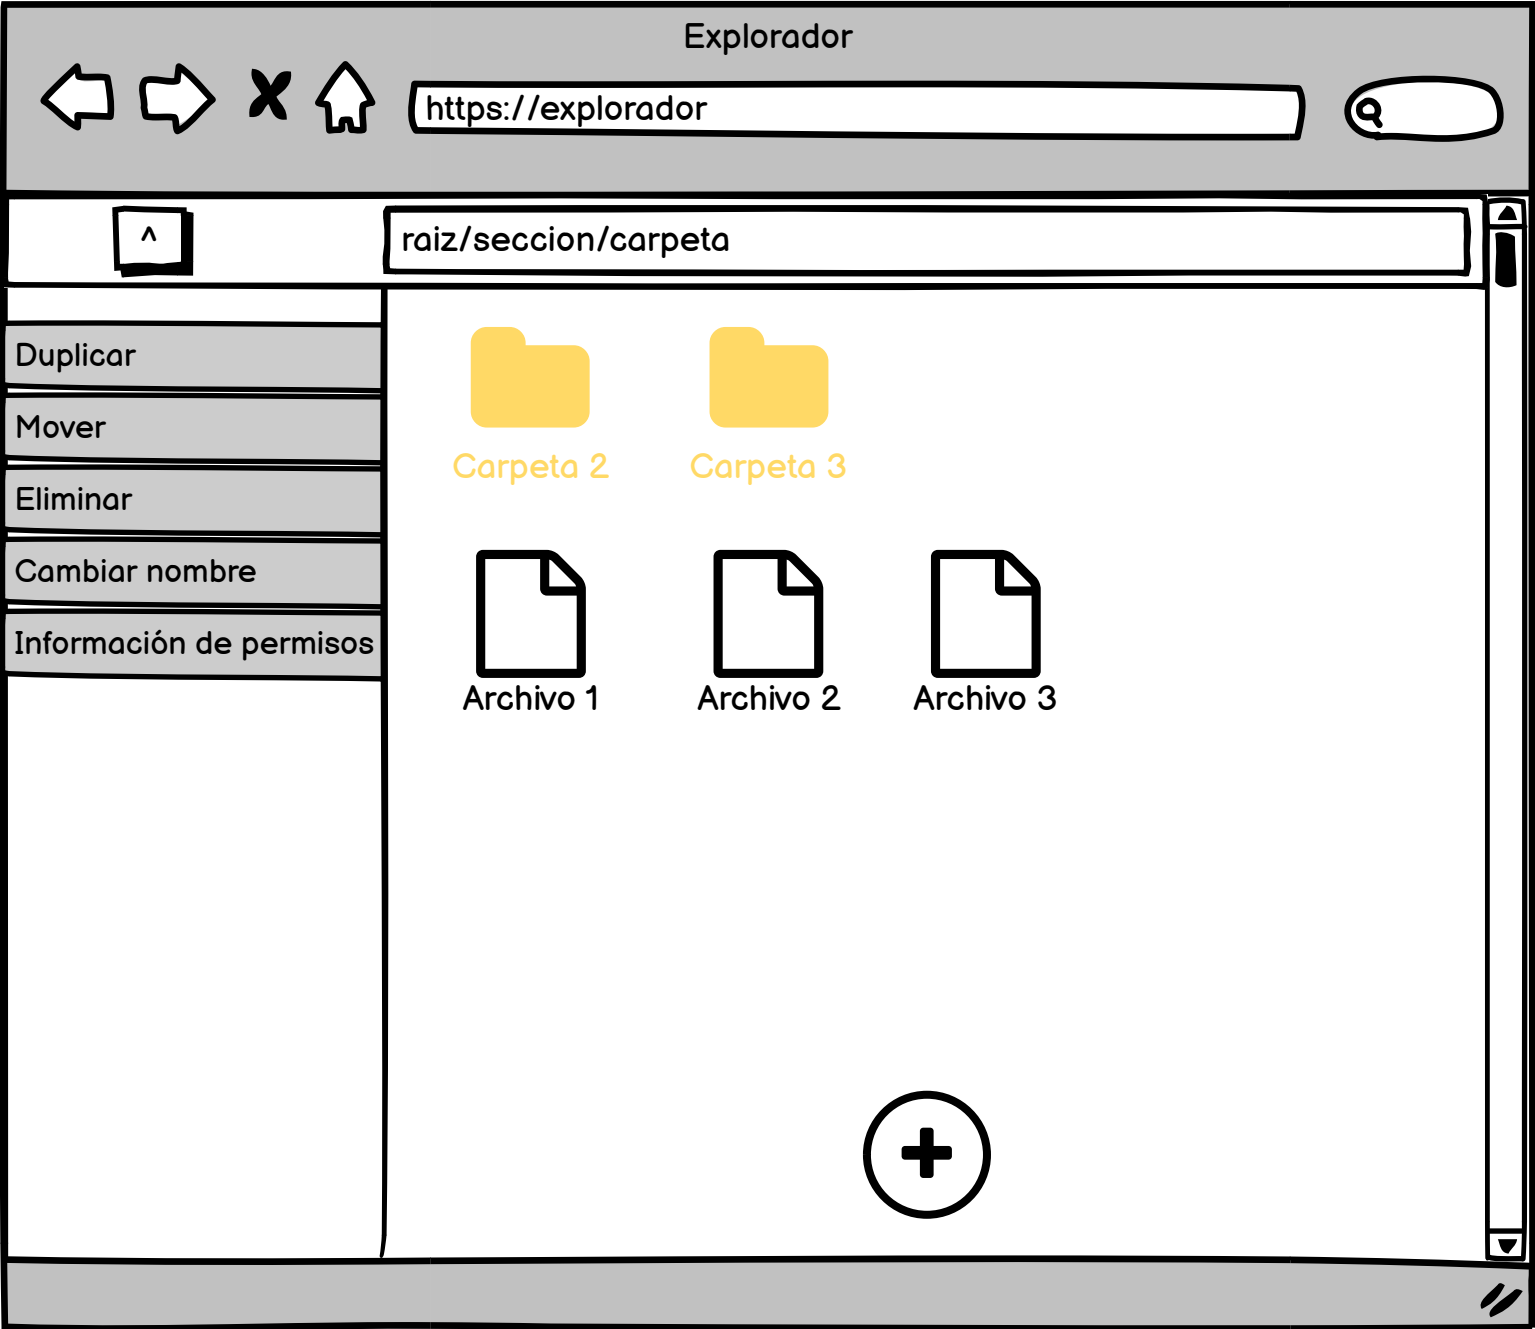 Explorador
https://explorador
^
raiz/seccion/carpeta
Duplicar
Mover
Eliminar
Cambiar nombre
Información de permisos
Carpeta 2
Carpeta 3
Archivo 1
Archivo 2
Archivo 3